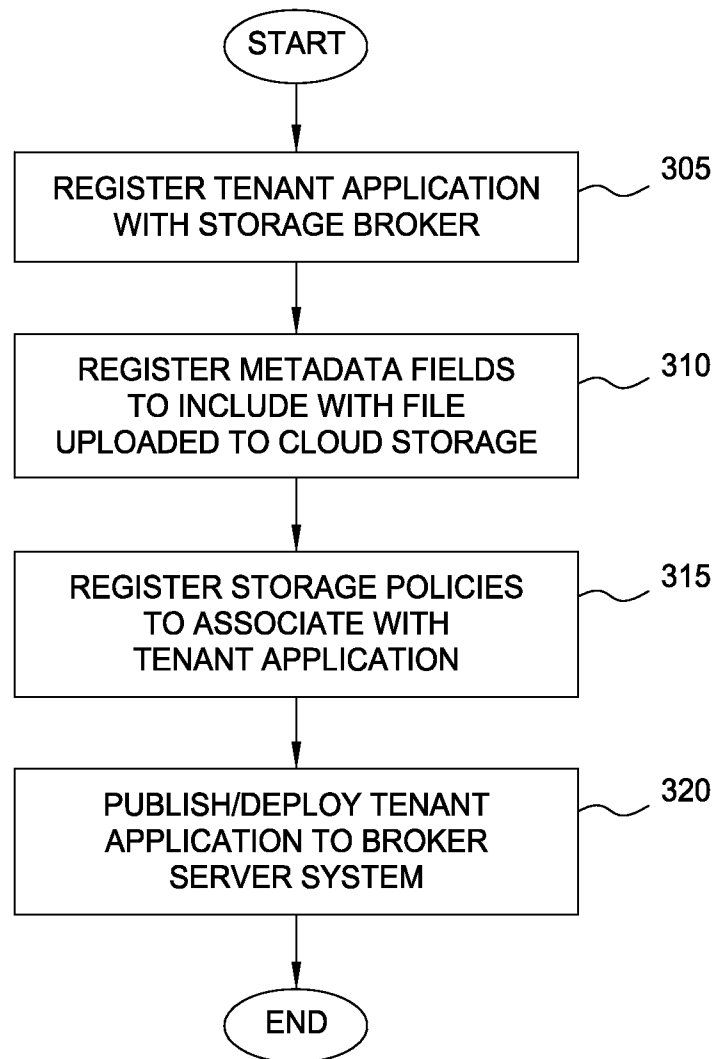 START
REGISTER TENANT APPLICATION
WITH STORAGE BROKER
305
REGISTER METADATA FIELDS
TO INCLUDE WITH FILE
UPLOADED TO CLOUD STORAGE
310
REGISTER STORAGE POLICIES
TO ASSOCIATE WITH
TENANT APPLICATION
315
PUBLISH/DEPLOY TENANT
APPLICATION TO BROKER
SERVER SYSTEM
320
END